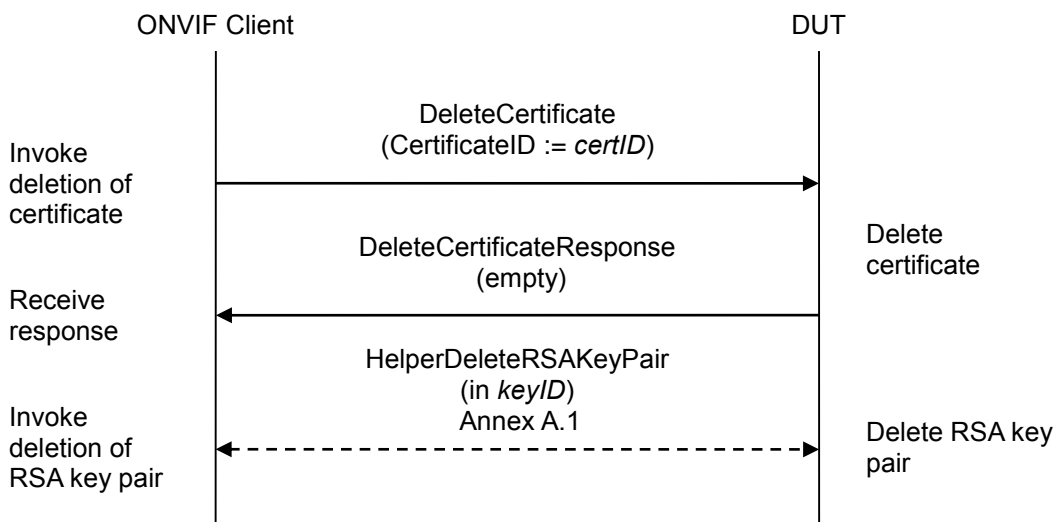 ONVIF Client
DUT
DeleteCertificate
(CertificateID := certID)
Invoke
deletion of
certificate
DeleteCertificateResponse
(empty)
Delete
certificate
Receive
response
HelperDeleteRSAKeyPair
(in keyID)
Annex A.1
Invoke
deletion of
RSA key pair
Delete RSA key
pair